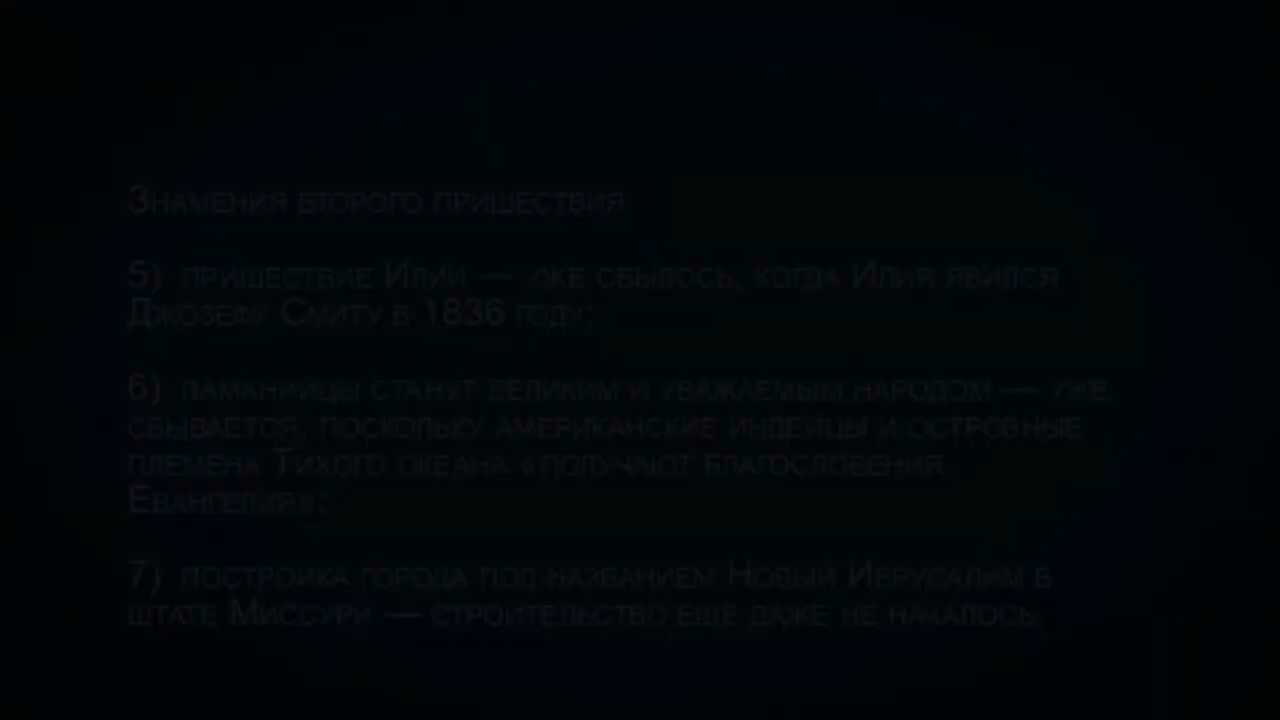 Знамения второго пришествия
5) пришествие Илии — уже сбылось, когда Илия явился
Джозефу Смиту в 1836 году;
6) ламанийцы станут великим и уважаемым народом — уже
сбывается, поскольку американские индейцы и островные
племена Тихого океана «получают благословения
Евангелия»;
7) постройка города под названием Новый Иерусалим в
штате Миссури — строительство еще даже не началось.